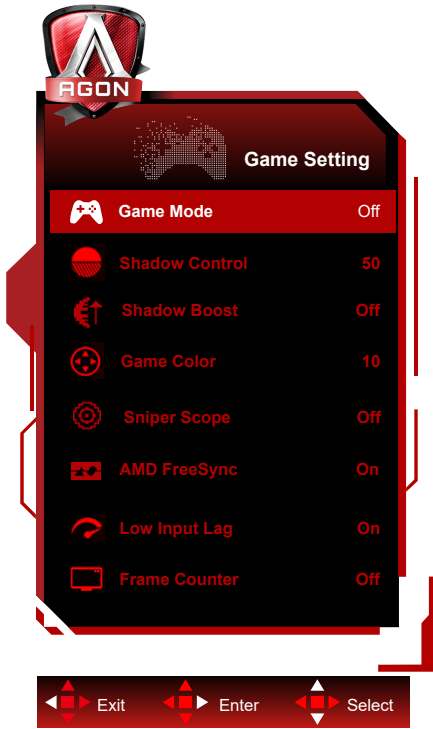 AGON
Game Setting
Game Mode Off
Shadow Control 50
Shadow Boost Off
Game Color 10
Sniper Scope Off
AMD FreeSync On
Low Input Lag On
Frame Counter Off
Exit Enter Select